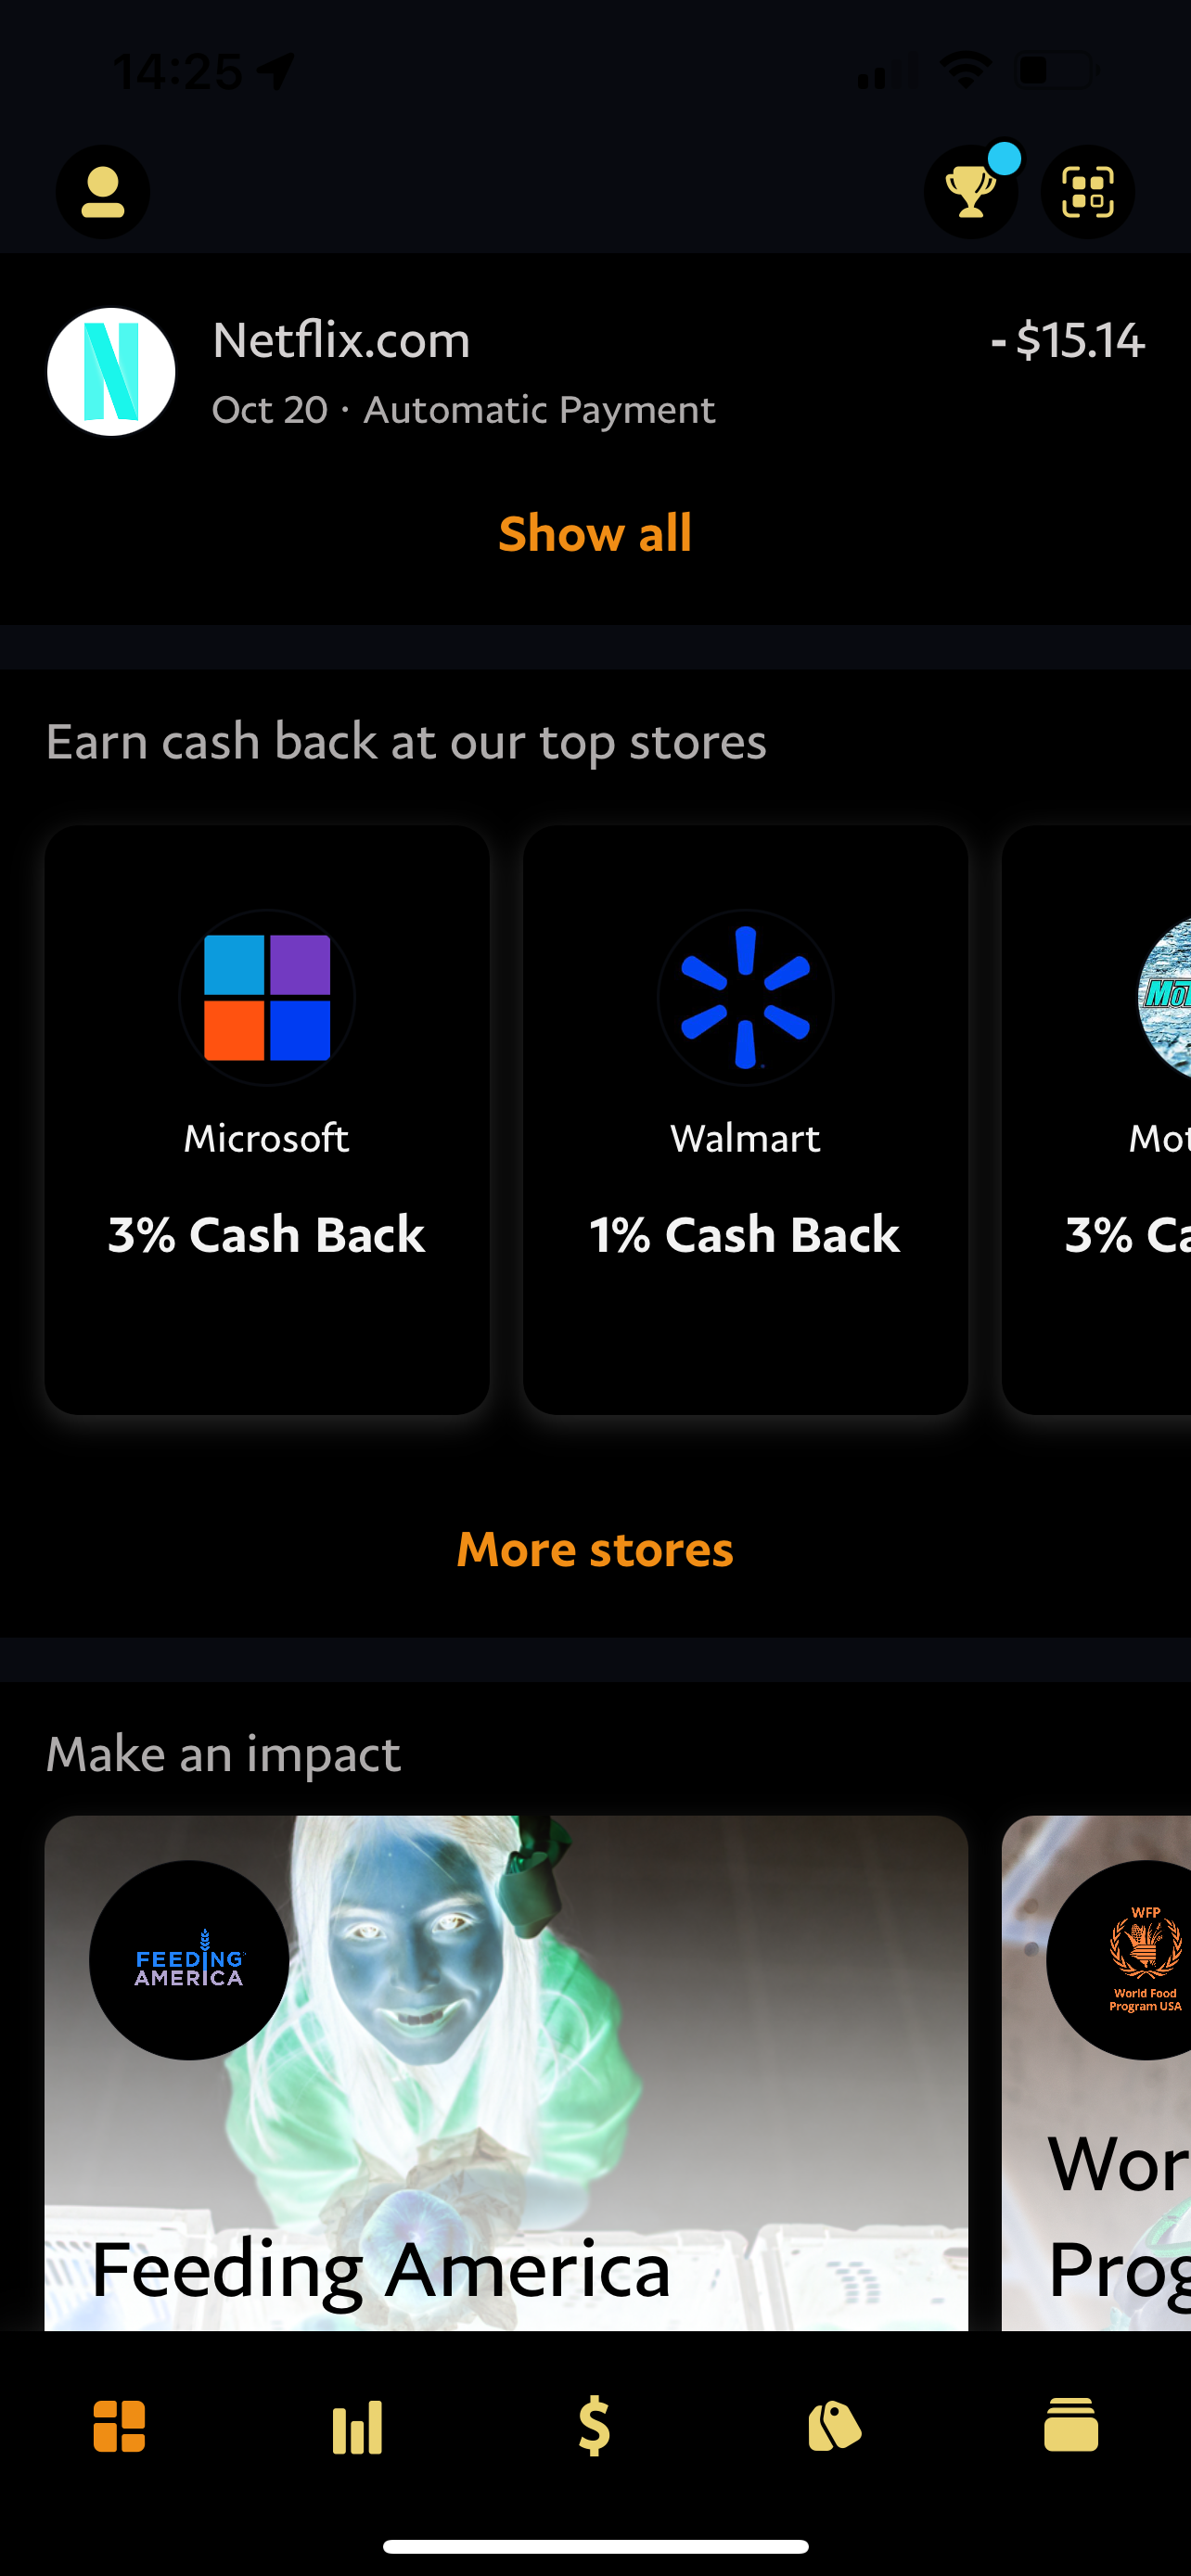 14:25
Netflix.com
- $15.14
Oct 20 · Automatic Payment
Show all
Earn cash back at our top stores
Microsoft
Walmart
Mot
3% Cash Back
1% Cash Back
3% Ca
More stores
Make an impact
FEEDING
AMERICA
WFP
World Food
Program USA
Feeding America
Wor
Prog